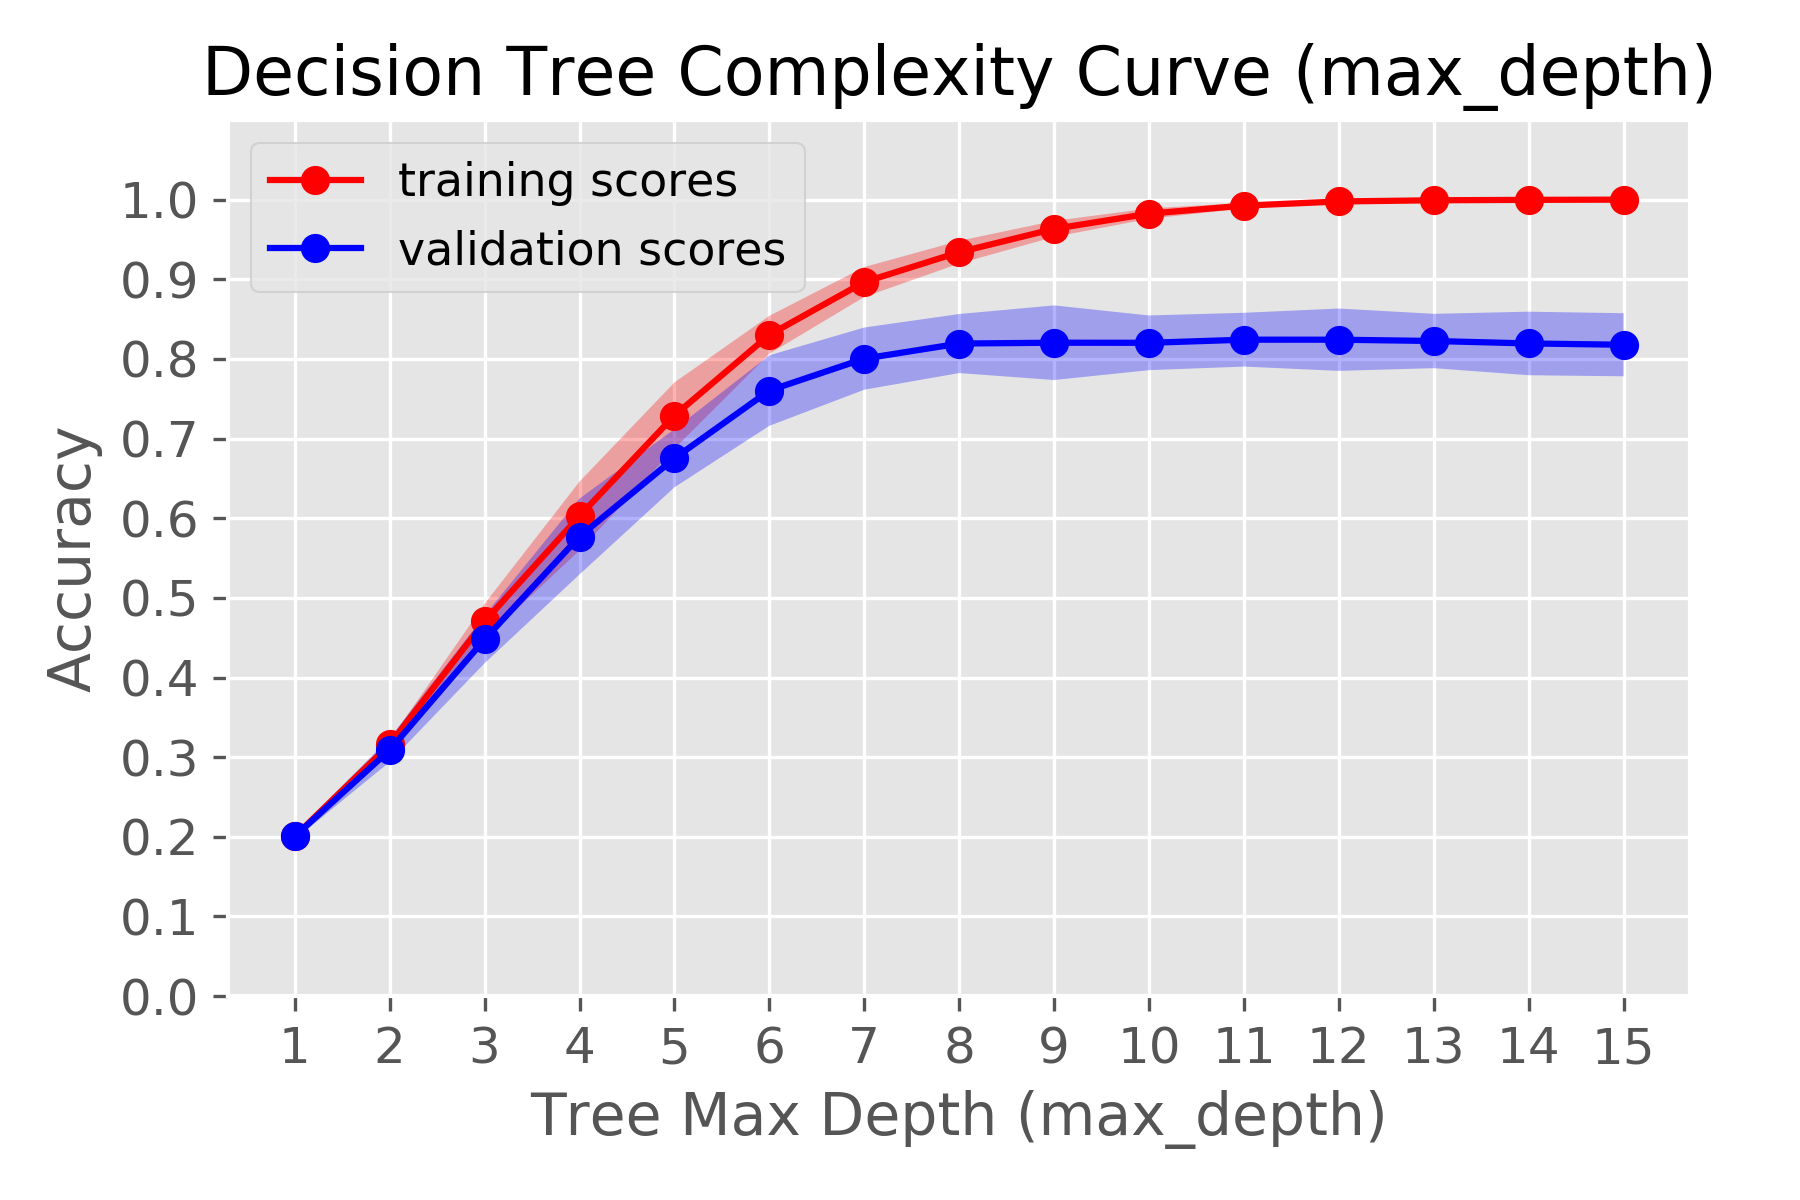 Decision Tree Complexity Curve (max_depth)
training scores
validation scores
1.0
0.9
0.8
0.7
0.6
0.5
0.4
0.3
0.2
0.1
0.0
Accuracy
1 2 3 4 5 6 7 8 9 10 11 12 13 14 15
Tree Max Depth (max_depth)